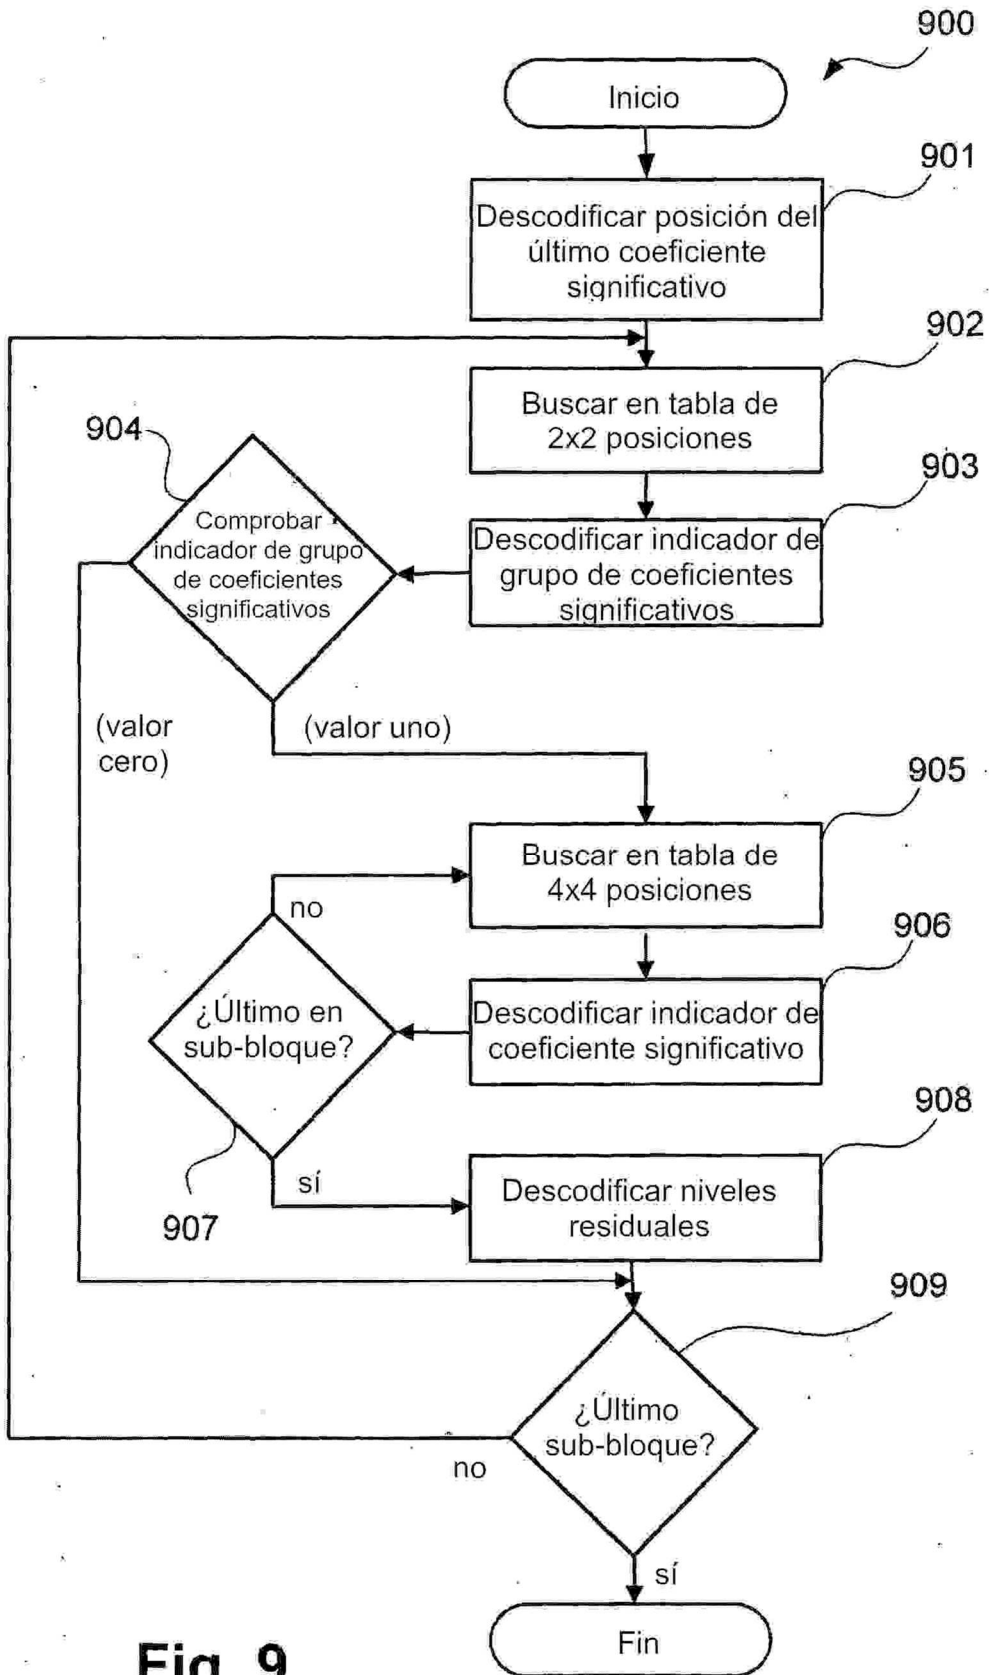 900
Inicio
901
Descodificar posición del
último coeficiente
significativo
902
Buscar en tabla de
2x2 posiciones
903
Descodificar indicador de
grupo de coeficientes
significativos
904
Comprobar
indicador de grupo
de coeficientes
significativos
(valor
cero)
(valor uno)
905
Buscar en tabla de
4x4 posiciones
no
906
Descodificar indicador de
coeficiente significativo
¿Último en
sub-bloque?
907
sí
908
Descodificar niveles
residuales
909
¿Último
sub-bloque?
no
sí
Fin
Fig. 9